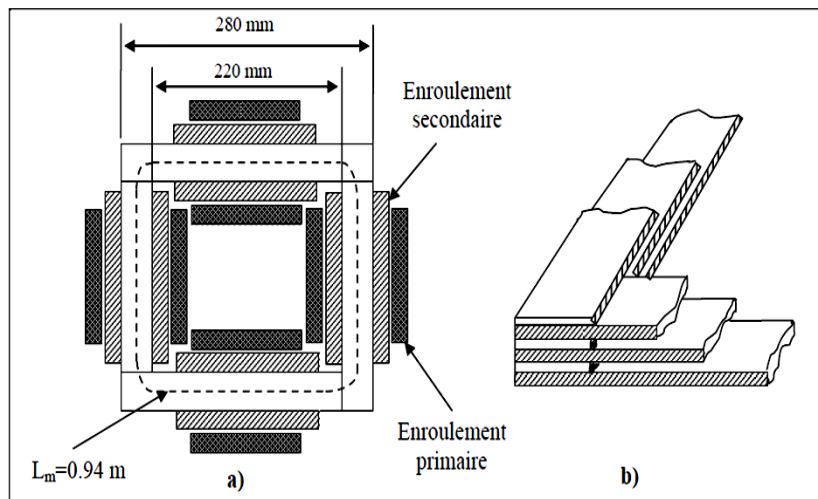 280 mm
220 mm
Enroulement
secondaire
Enroulement
primaire
Lm=0.94 m
a)
b)